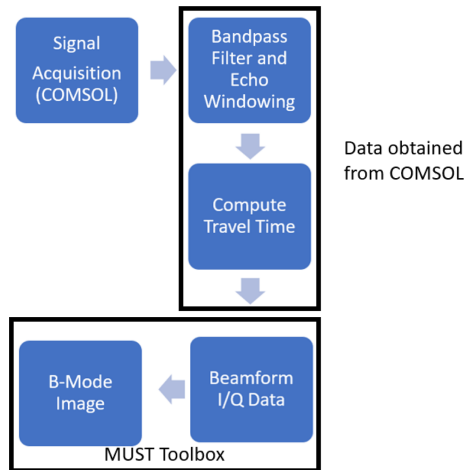 Signal
Acquisition
(COMSOL)
Bandpass
Filter and
Echo
Windowing
Data obtained
from COMSOL
Compute
Travel Time
B-Mode
Image
Beamform
I/Q Data
MUST Toolbox